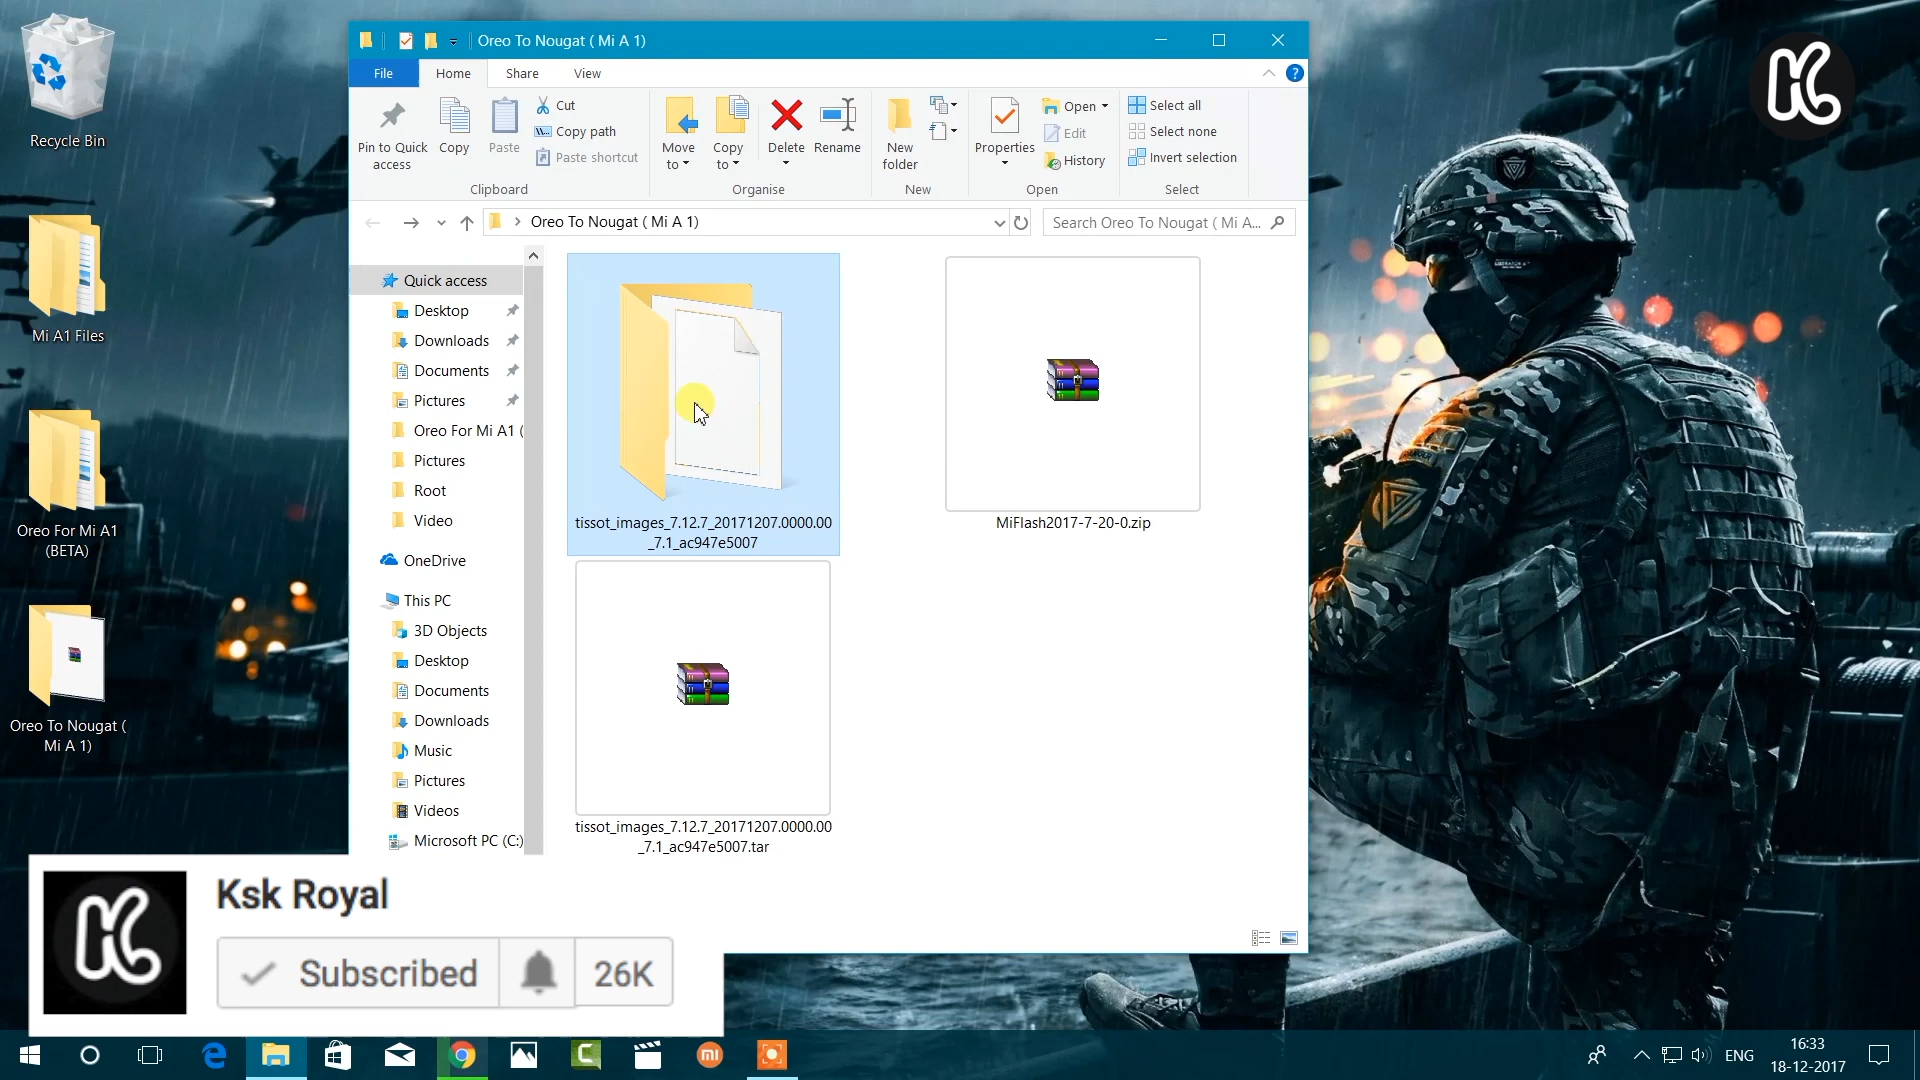 Recycle Bin
Mi A1 Files
Oreo For Mi A1
(BETA)
Oreo To Nougat (
Mi A 1)
Oreo To Nougat ( Mi A 1)
File
Home
Share
View
Pin to Quick
access
Copy
Paste
Cut
Copy path
Paste shortcut
Clipboard
Move
to
Copy
to
Delete
Rename
Organise
New
folder
New
Properties
Open
Edit
History
Open
Select all
Select none
Invert selection
Select
Oreo To Nougat ( Mi A 1)
Search Oreo To Nougat ( Mi A...
Quick access
Desktop
Downloads
Documents
Pictures
Oreo For Mi A1 (
Pictures
Root
Video
OneDrive
This PC
3D Objects
Desktop
Documents
Downloads
Music
Pictures
Videos
Microsoft PC (C:)
tissot_images_7.12.7_20171207.0000.00
_7.1_ac947e5007
MiFlash2017-7-20-0.zip
tissot_images_7.12.7_20171207.0000.00
_7.1_ac947e5007.tar
Ksk Royal
Subscribed
26K
ENG
16:33
18-12-2017